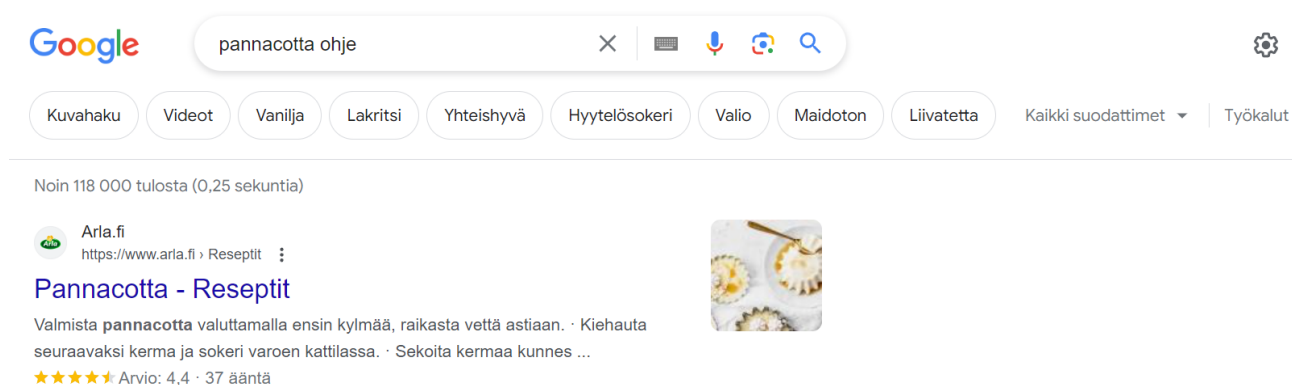 Google
pannacotta ohje
Kuvahaku Videot Vanilja Lakritsi Yhteishyvä Hyytelösokeri Valio Maidoton Liivatetta Kaikki suodattimet Työkalut
Noin 118 000 tulosta (0,25 sekuntia)
Arla
Arla.fi
https://www.arla.fi › Reseptit
Pannacotta - Reseptit
Valmista pannacotta valuttamalla ensin kylmää, raikasta vettä astiaan. · Kiehauta
seuraavaksi kerma ja sokeri varoen kattilassa. · Sekoita kermaa kunnes ...
Arvio: 4,4 · 37 ääntä